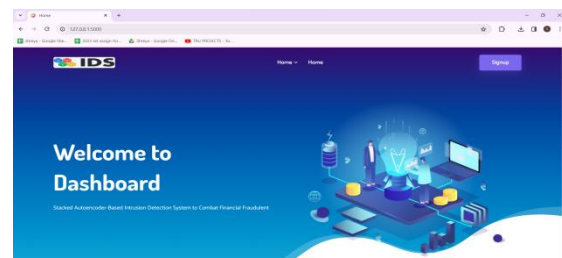 Home
127.0.0.1:5000
IDS
Home
Home
Signup
Welcome to
Dashboard
Stacked Autoencoder Based Intrusion Detection System to Combat Financial Fraudulent